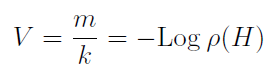 V = m/k = −Log ρ(H)